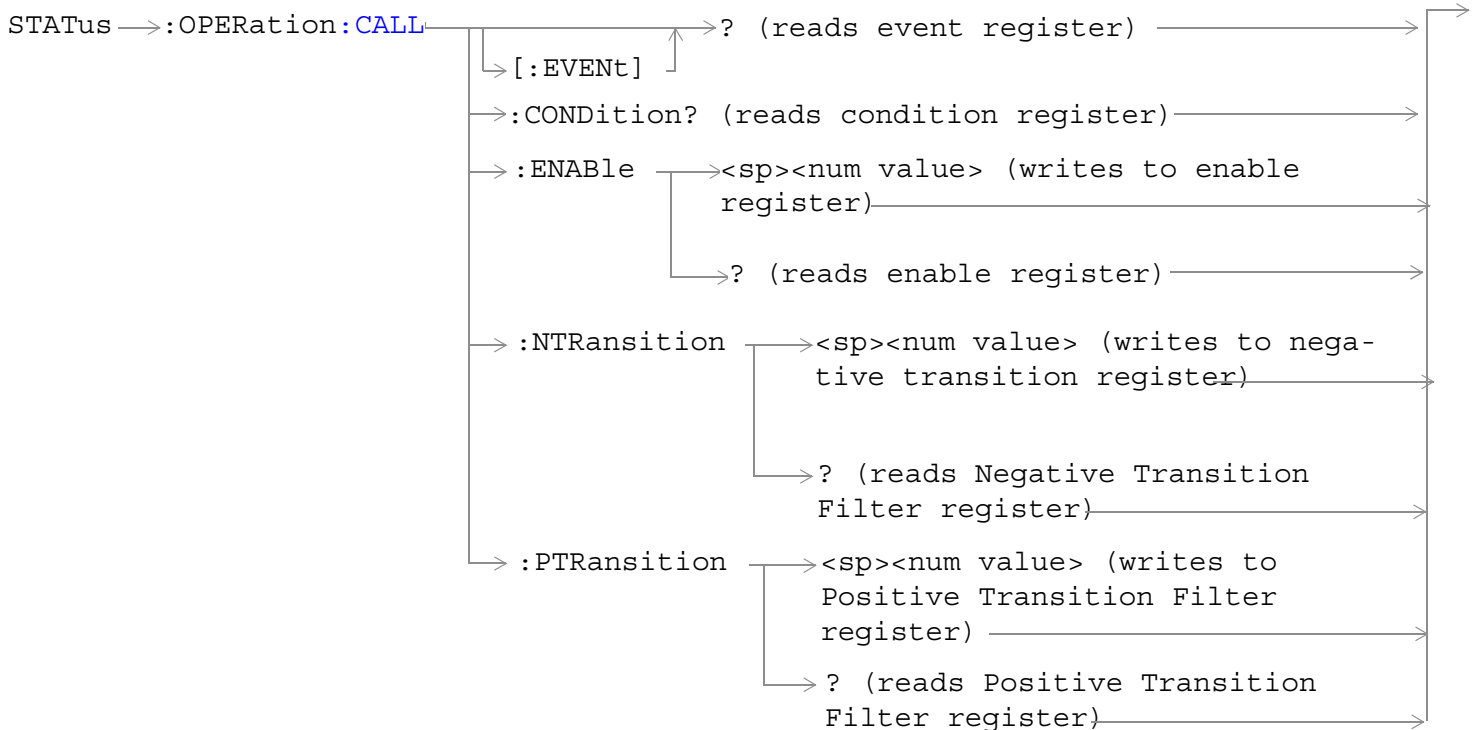 STATus :OPERation:CALL ? (reads event register)
[:EVENt]
:CONDition? (reads condition register)
:ENABle <sp><num value> (writes to enable
register)
? (reads enable register)
:NTRansition <sp><num value> (writes to nega-
tive transition register)
? (reads Negative Transition
Filter register)
:PTRansition <sp><num value> (writes to
Positive Transition Filter
register)
? (reads Positive Transition
Filter register)